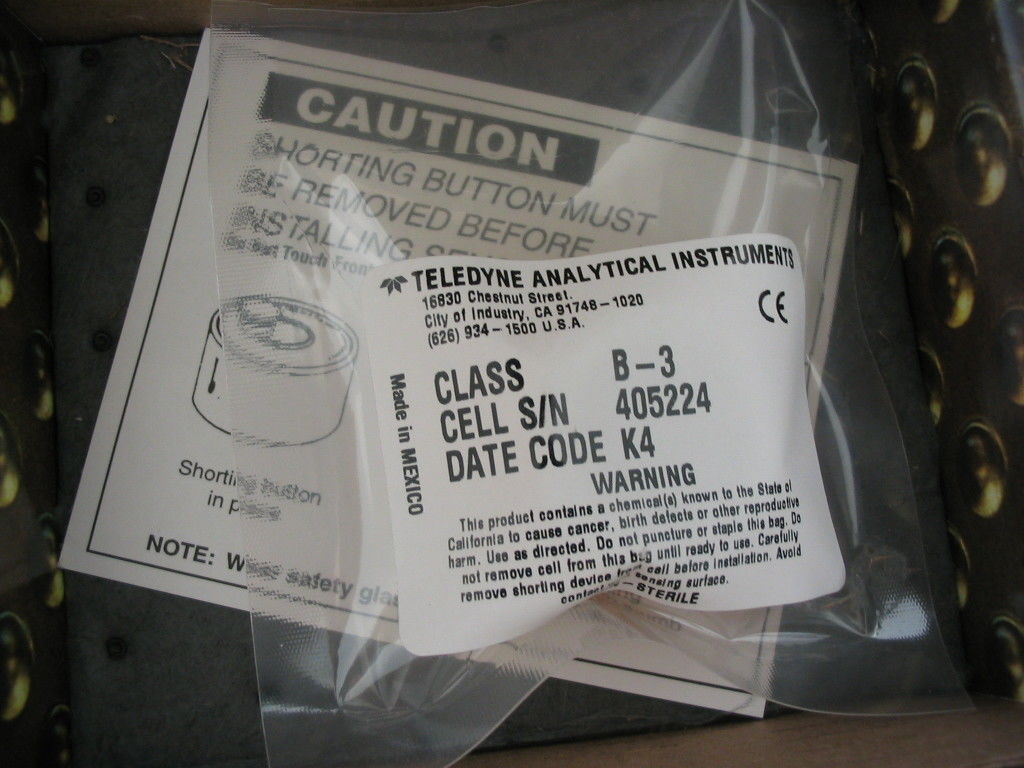 CAUTION
SHORTING BUTTON MUST
BE REMOVED BEFORE
INSTALLING
Touch Front
TELEDYNE ANALYTICAL INSTRUMENTS
16830 Chestnut Street.
City of Industry, CA 91748-1020
(626) 934-1500 U.S.A.
CE
CLASS B-3
CELL S/N 405224
DATE CODE K4
Made in MEXICO
WARNING
This product contains a chemical(s) known to the State of
California to cause cancer, birth defects or other reproductive
harm. Use as directed. Do not puncture or staple this bag. Do
not remove cell from this bag until ready to use. Carefully
remove shorting device from cell before installation. Avoid
contact sensing surface.
STERILE
Shorting button
in
NOTE: safety